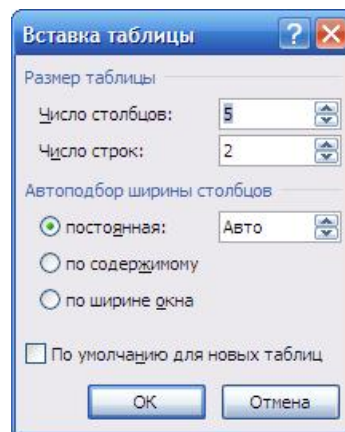 Вставка таблицы
Размер таблицы
Число столбцов: 5
Число строк: 2
Автоподбор ширины столбцов
постоянная: Авто
по содержимому
по ширине окна
По умолчанию для новых таблиц
ОК Отмена